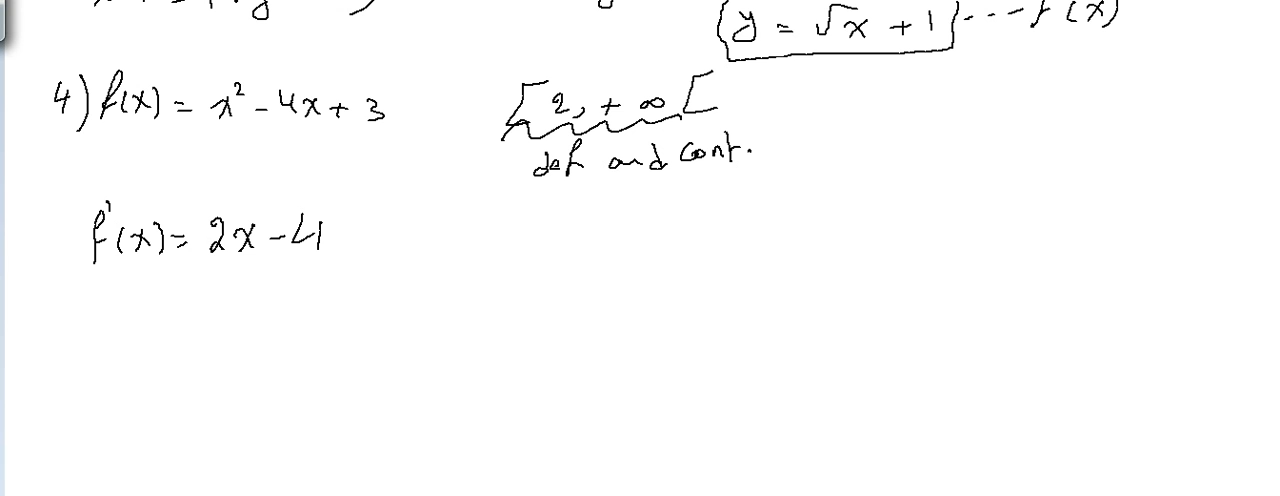 y = √x + 1
4) f(x) = x² - 4x + 3 [2, + ∞[
def and cont.
f'(x) = 2x - 4